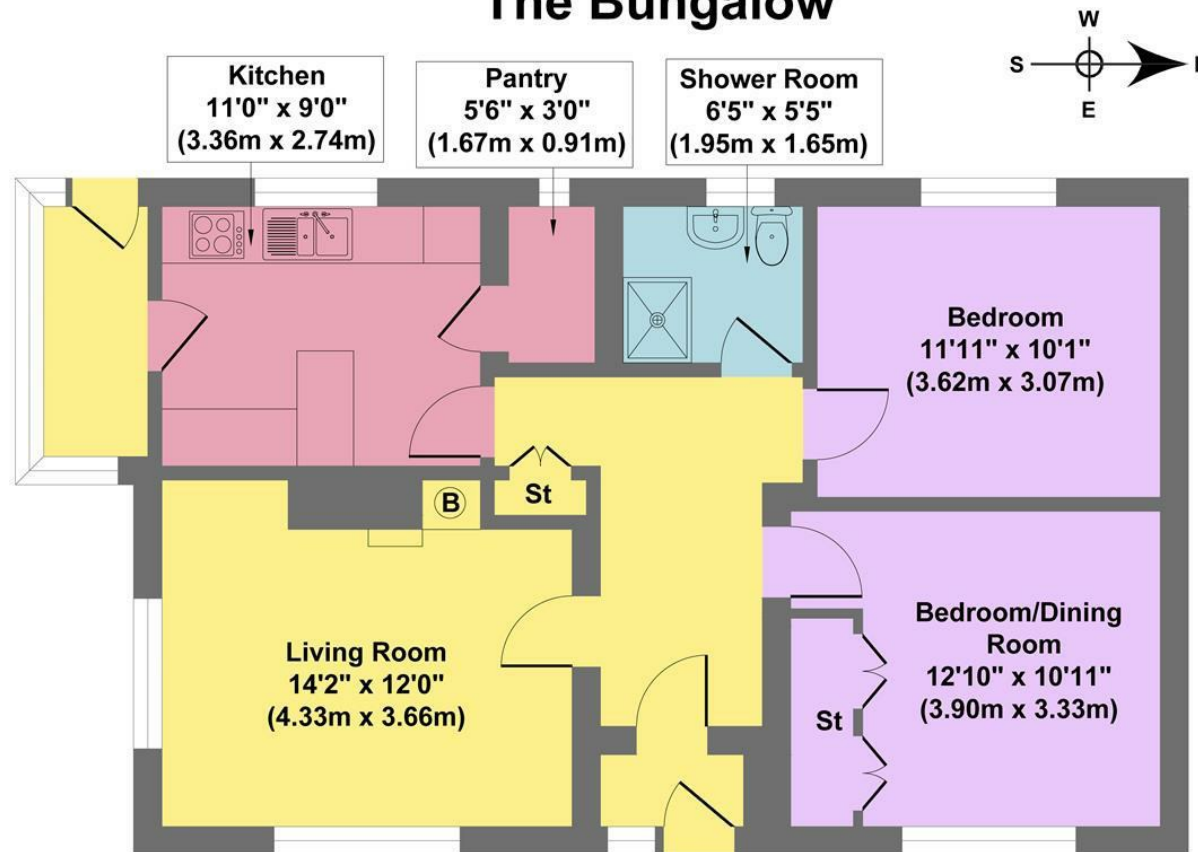 The Bungalow
W
S
E
Kitchen
11'0" x 9'0"
(3.36m x 2.74m)
Pantry
5'6" x 3'0"
(1.67m x 0.91m)
Shower Room
6'5" x 5'5"
(1.95m x 1.65m)
Bedroom
11'11" x 10'1"
(3.62m x 3.07m)
St
B
Living Room
14'2" x 12'0"
(4.33m x 3.66m)
Bedroom/Dining
Room
12'10" x 10'11"
(3.90m x 3.33m)
St